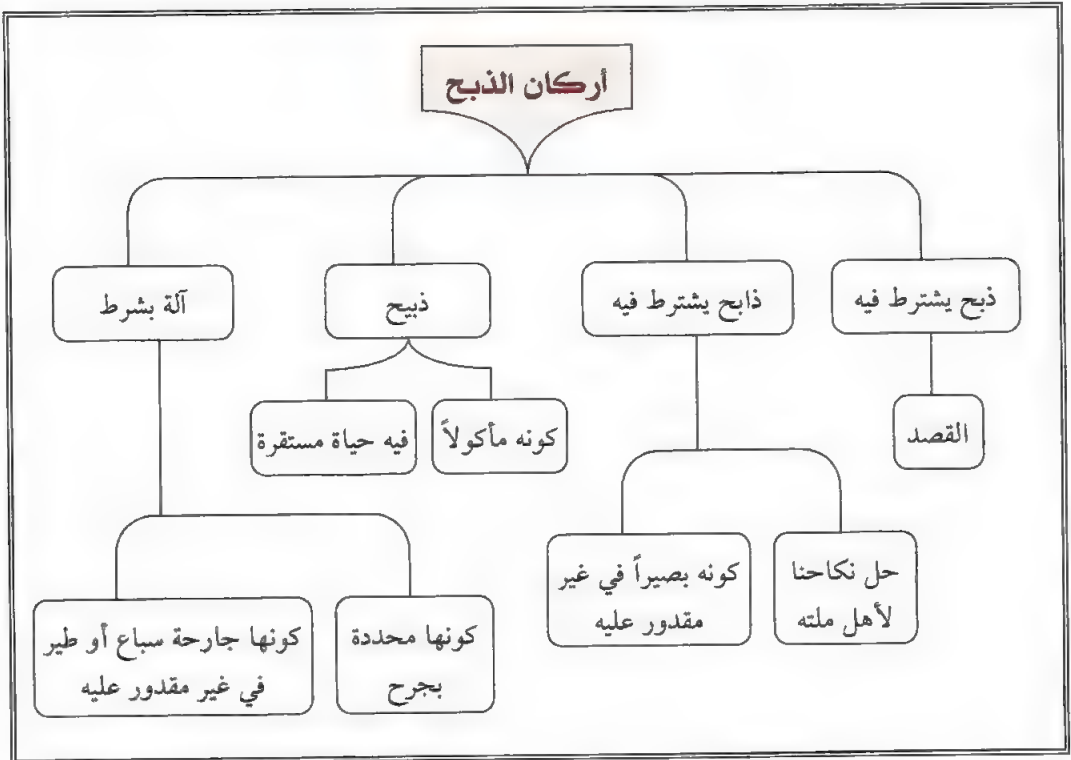 أركان الذبح
ذبح يشترط فيه
ذابح يشترط فيه
ذبيح
آلة بشرط
القصد
كونه مأكولاً
فيه حياة مستقرة
حل نكاحنا
لأهل ملته
كونه بصيراً في غير
مقدور عليه
كونها محددة
بجرح
كونها جارحة سباع أو طير
في غير مقدور عليه